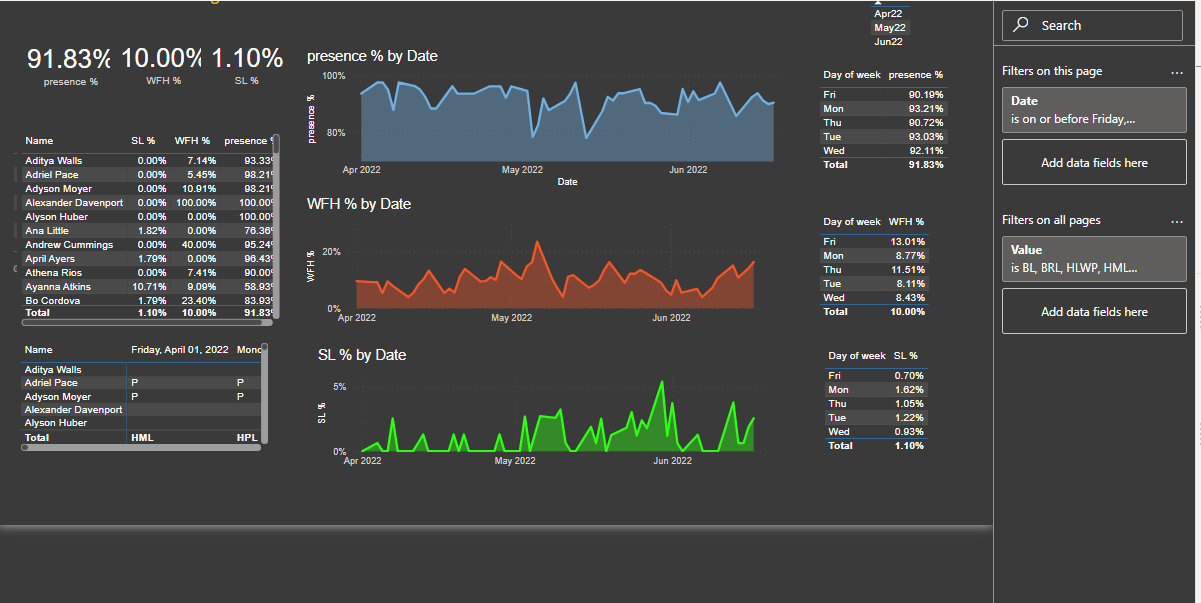 Apr22
May22
Jun22
91.83%
presence %
10.00%
WFH %
1.10%
SL %
Name SL % WFH % presence %
Aditya Walls 0.00% 7.14% 93.33%
Adriel Pace 0.00% 5.45% 98.21%
Adyson Moyer 0.00% 10.91% 98.21%
Alexander Davenport 0.00% 100.00% 100.00%
Alyson Huber 0.00% 0.00% 100.00%
Ana Little 1.82% 0.00% 76.36%
Andrew Cummings 0.00% 40.00% 95.24%
April Ayers 1.79% 0.00% 96.43%
Athena Rios 0.00% 7.41% 90.00%
Ayanna Atkins 10.71% 9.09% 58.93%
Bo Cordova 1.79% 23.40% 83.93%
Total 1.10% 10.00% 91.83%
Name Friday, April 01, 2022 Mond
Aditya Walls
Adriel Pace P P
Adyson Moyer P P
Alexander Davenport
Alyson Huber
Total HML HPL
presence % by Date
presence %
100%
80%
Apr 2022 May 2022 Jun 2022
Date
WFH % by Date
WFH %
20%
0%
Apr 2022 May 2022 Jun 2022
SL % by Date
SL %
5%
0%
Apr 2022 May 2022 Jun 2022
Day of week presence %
Fri 90.19%
Mon 93.21%
Thu 90.72%
Tue 93.03%
Wed 92.11%
Total 91.83%
Day of week WFH %
Fri 13.01%
Mon 8.77%
Thu 11.51%
Tue 8.11%
Wed 8.43%
Total 10.00%
Day of week SL %
Fri 0.70%
Mon 1.62%
Thu 1.05%
Tue 1.22%
Wed 0.93%
Total 1.10%
Search
Filters on this page ...
Date
is on or before Friday,...
Add data fields here
Filters on all pages ...
Value
is BL, BRL, HLWP, HML...
Add data fields here